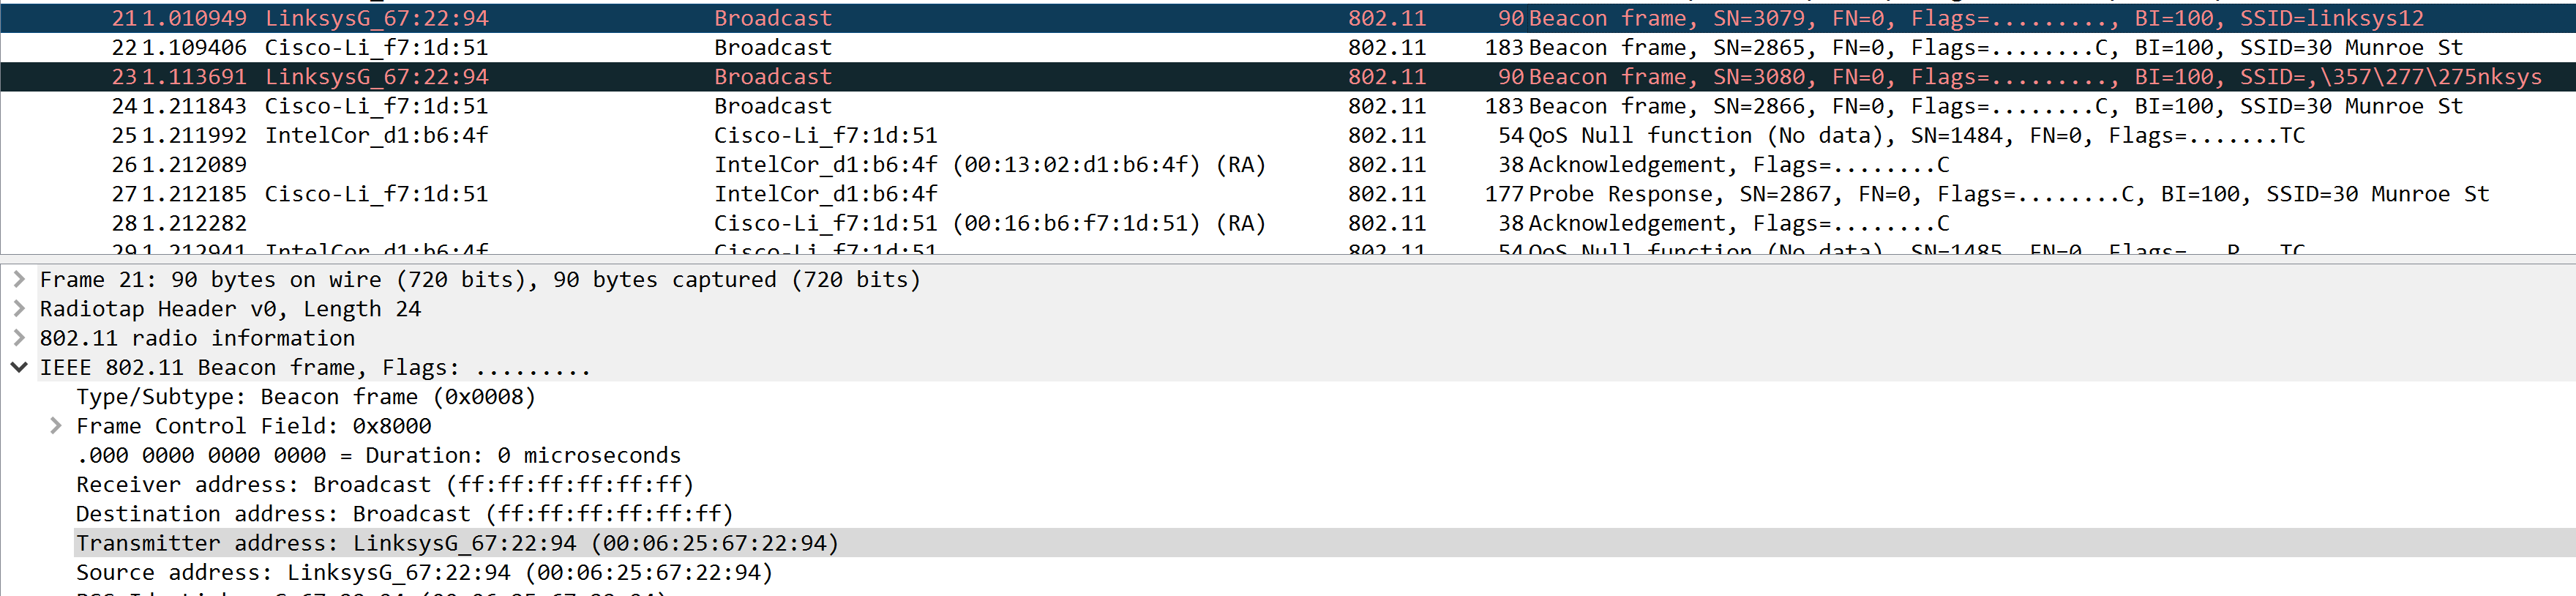 21 1.010949 LinksysG_67:22:94 Broadcast 802.11 90 Beacon frame, SN=3079, FN=0, Flags=........., BI=100, SSID=linksys12
22 1.109406 Cisco-Li_f7:1d:51 Broadcast 802.11 183 Beacon frame, SN=2865, FN=0, Flags=........C, BI=100, SSID=30 Munroe St
23 1.113691 LinksysG_67:22:94 Broadcast 802.11 90 Beacon frame, SN=3080, FN=0, Flags=........., BI=100, SSID=,\357\277\275nksys
24 1.211843 Cisco-Li_f7:1d:51 Broadcast 802.11 183 Beacon frame, SN=2866, FN=0, Flags=........C, BI=100, SSID=30 Munroe St
25 1.211992 IntelCor_d1:b6:4f Cisco-Li_f7:1d:51 802.11 54 QoS Null function (No data), SN=1484, FN=0, Flags=.......TC
26 1.212089 IntelCor_d1:b6:4f (00:13:02:d1:b6:4f) (RA) 802.11 38 Acknowledgement, Flags=........C
27 1.212185 Cisco-Li_f7:1d:51 IntelCor_d1:b6:4f 802.11 177 Probe Response, SN=2867, FN=0, Flags=........C, BI=100, SSID=30 Munroe St
28 1.212282 Cisco-Li_f7:1d:51 (00:16:b6:f7:1d:51) (RA) 802.11 38 Acknowledgement, Flags=........C
29 1.212941 IntelCor_d1:b6:4f Cisco-Li_f7:1d:51 802.11 54 QoS Null function (No data), SN=1485, FN=0, Flags=...R...TC
Frame 21: 90 bytes on wire (720 bits), 90 bytes captured (720 bits)
Radiotap Header v0, Length 24
802.11 radio information
IEEE 802.11 Beacon frame, Flags: .........
Type/Subtype: Beacon frame (0x0008)
Frame Control Field: 0x8000
.000 0000 0000 0000 = Duration: 0 microseconds
Receiver address: Broadcast (ff:ff:ff:ff:ff:ff)
Destination address: Broadcast (ff:ff:ff:ff:ff:ff)
Transmitter address: LinksysG_67:22:94 (00:06:25:67:22:94)
Source address: LinksysG_67:22:94 (00:06:25:67:22:94)